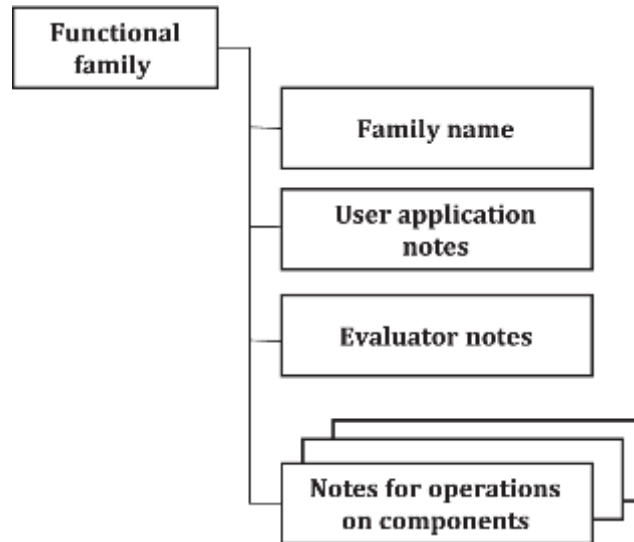 Functional
family
Family name
User application
notes
Evaluator notes
Notes for operations
on components